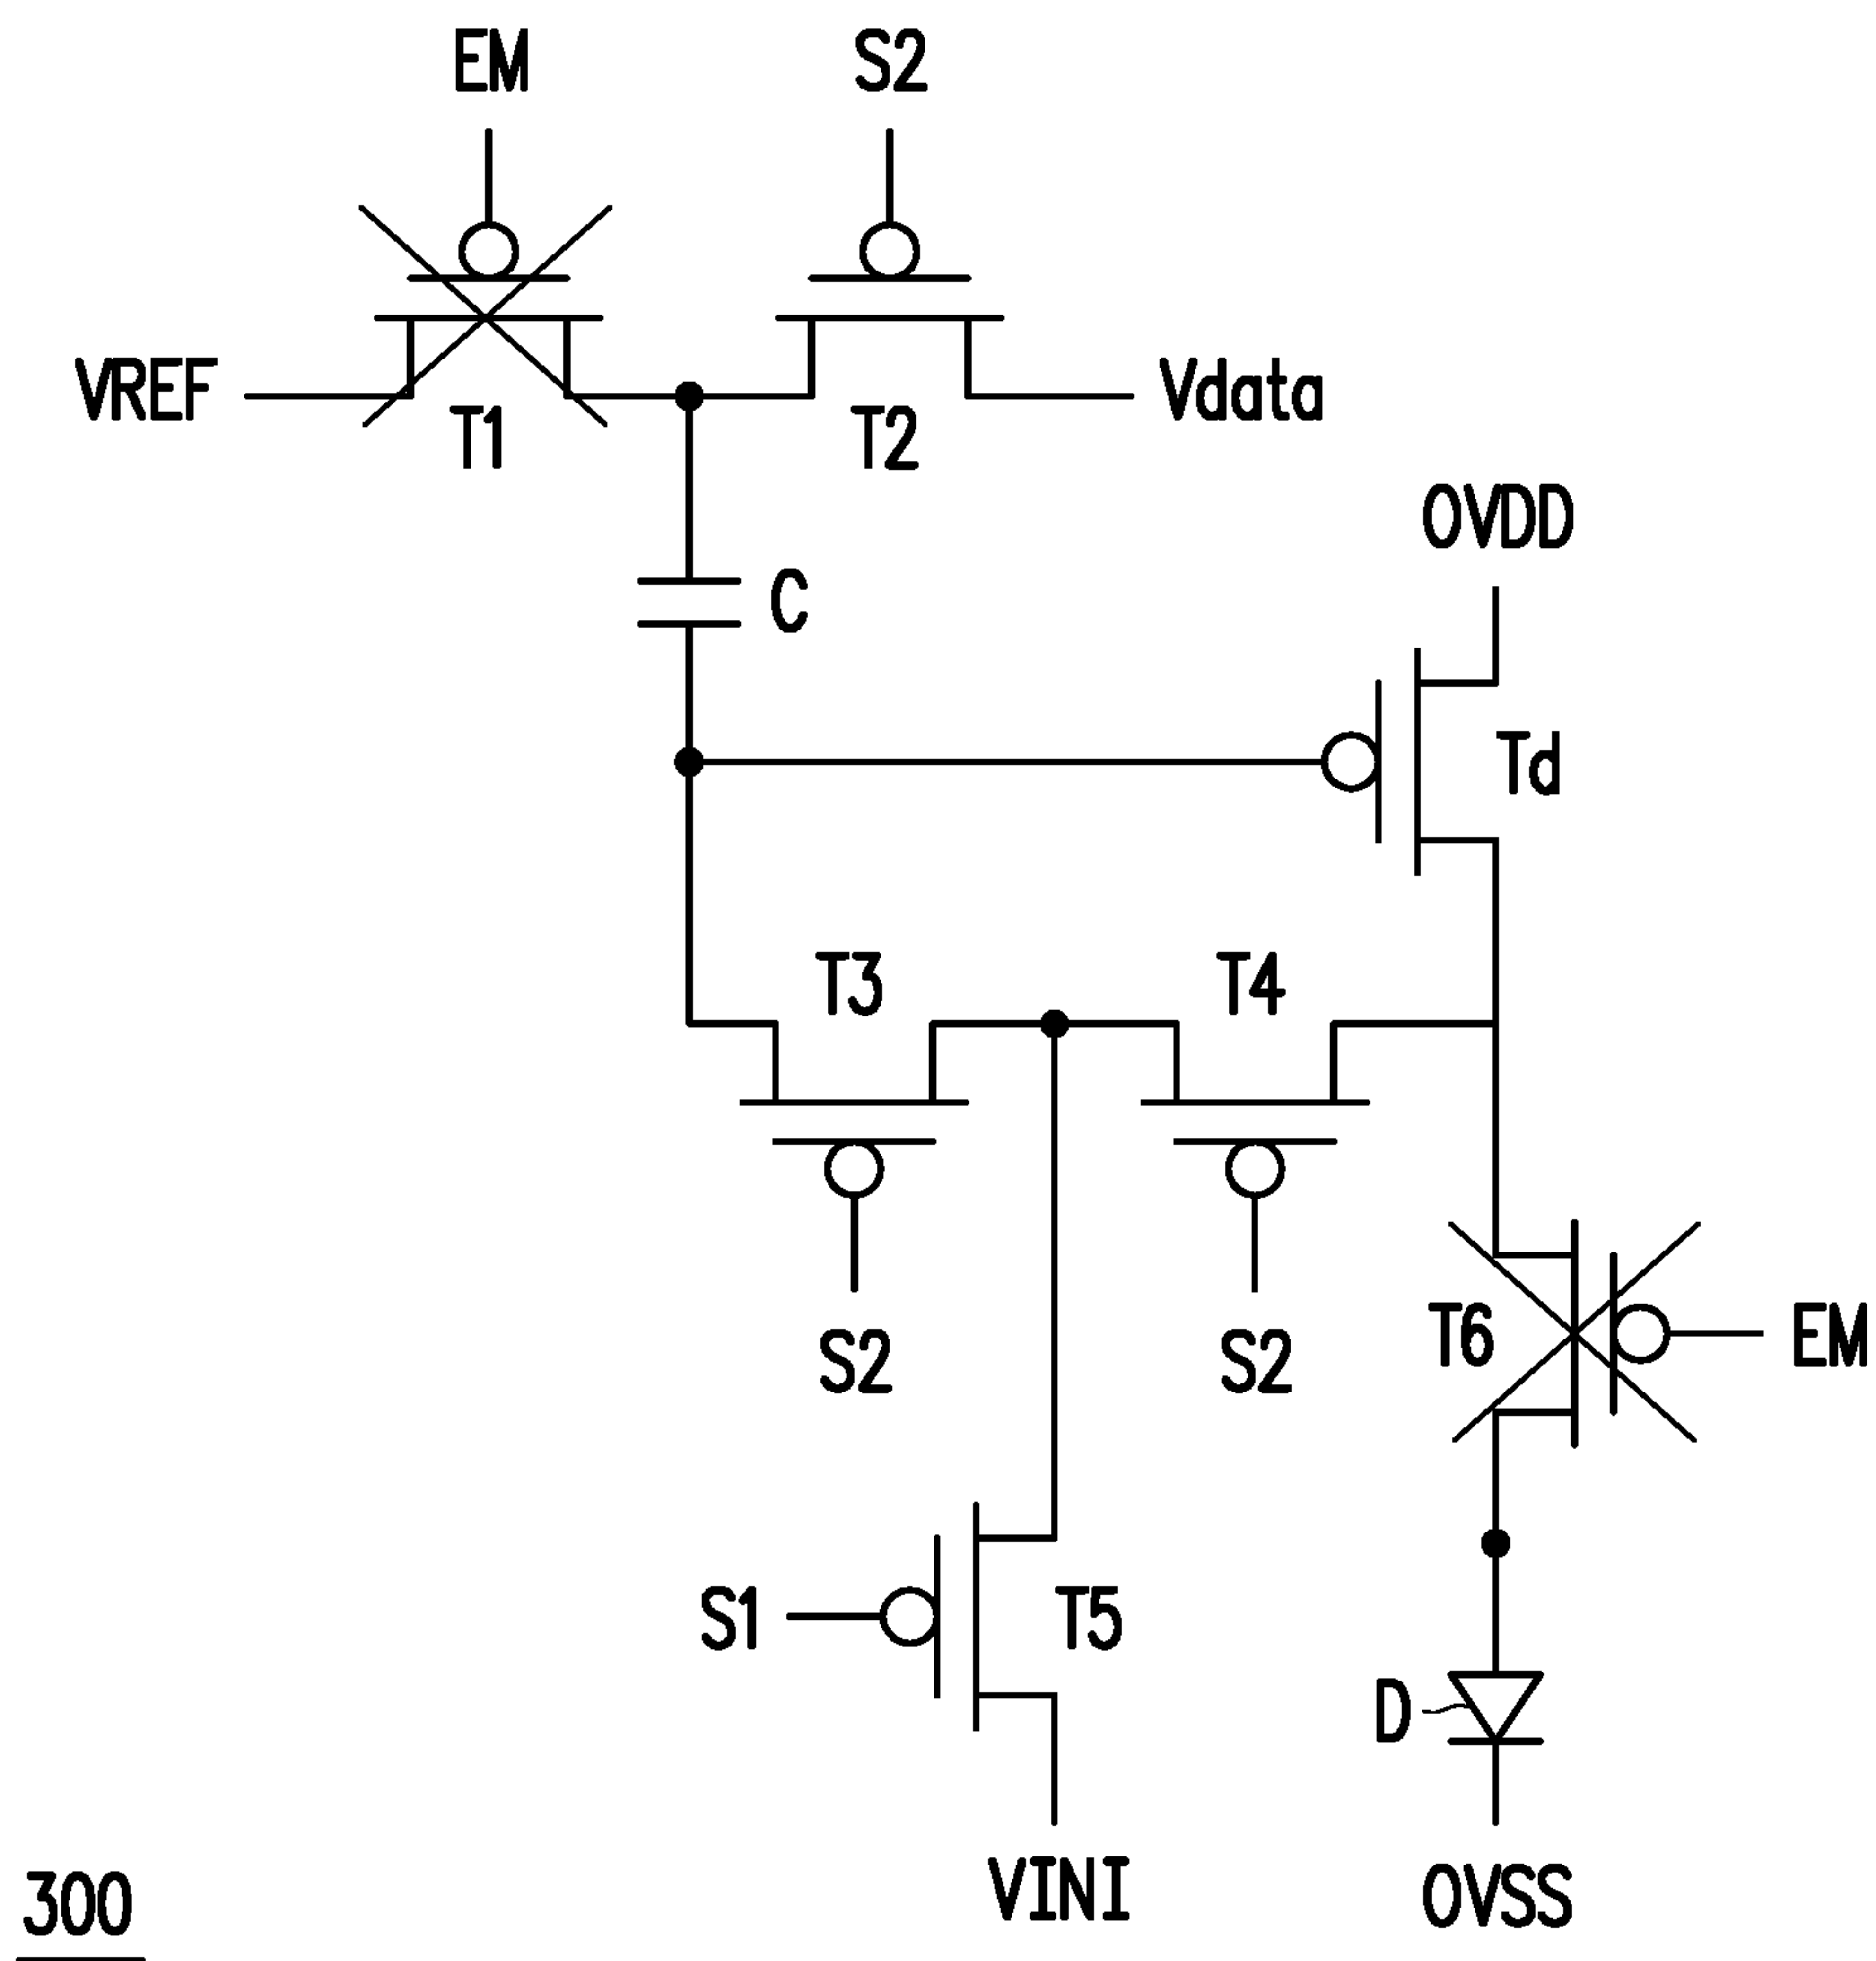 EM S2
VREF T1 T2 Vdata
OVDD
C
Td
T3 T4
S2 S2 T6 EM
S1 T5
D
300 VINI OVSS